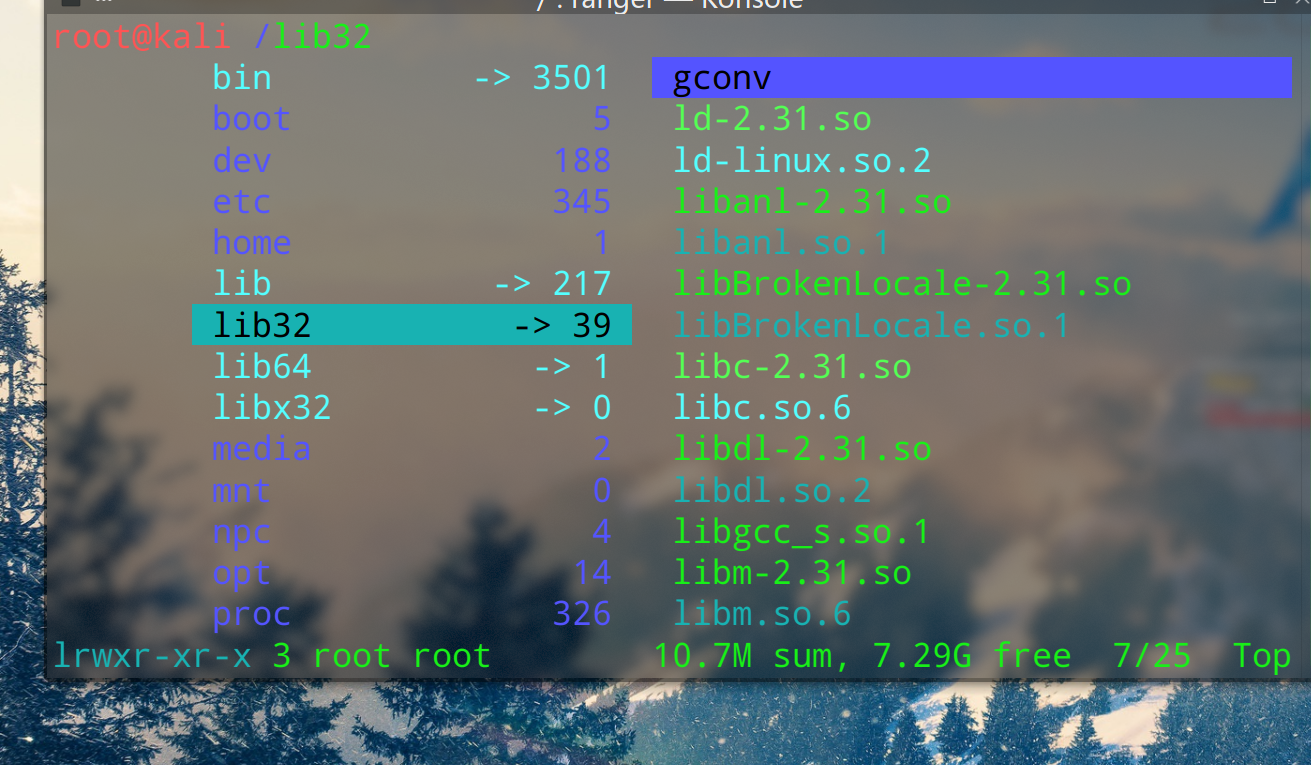 / : ranger — Konsole
root@kali /lib32
bin -> 3501 gconv
boot 5 ld-2.31.so
dev 188 ld-linux.so.2
etc 345 libanl-2.31.so
home 1 libanl.so.1
lib -> 217 libBrokenLocale-2.31.so
lib32 -> 39 libBrokenLocale.so.1
lib64 -> 1 libc-2.31.so
libx32 -> 0 libc.so.6
media 2 libdl-2.31.so
mnt 0 libdl.so.2
npc 4 libgcc_s.so.1
opt 14 libm-2.31.so
proc 326 libm.so.6
lrwxr-xr-x 3 root root 10.7M sum, 7.29G free 7/25 Top